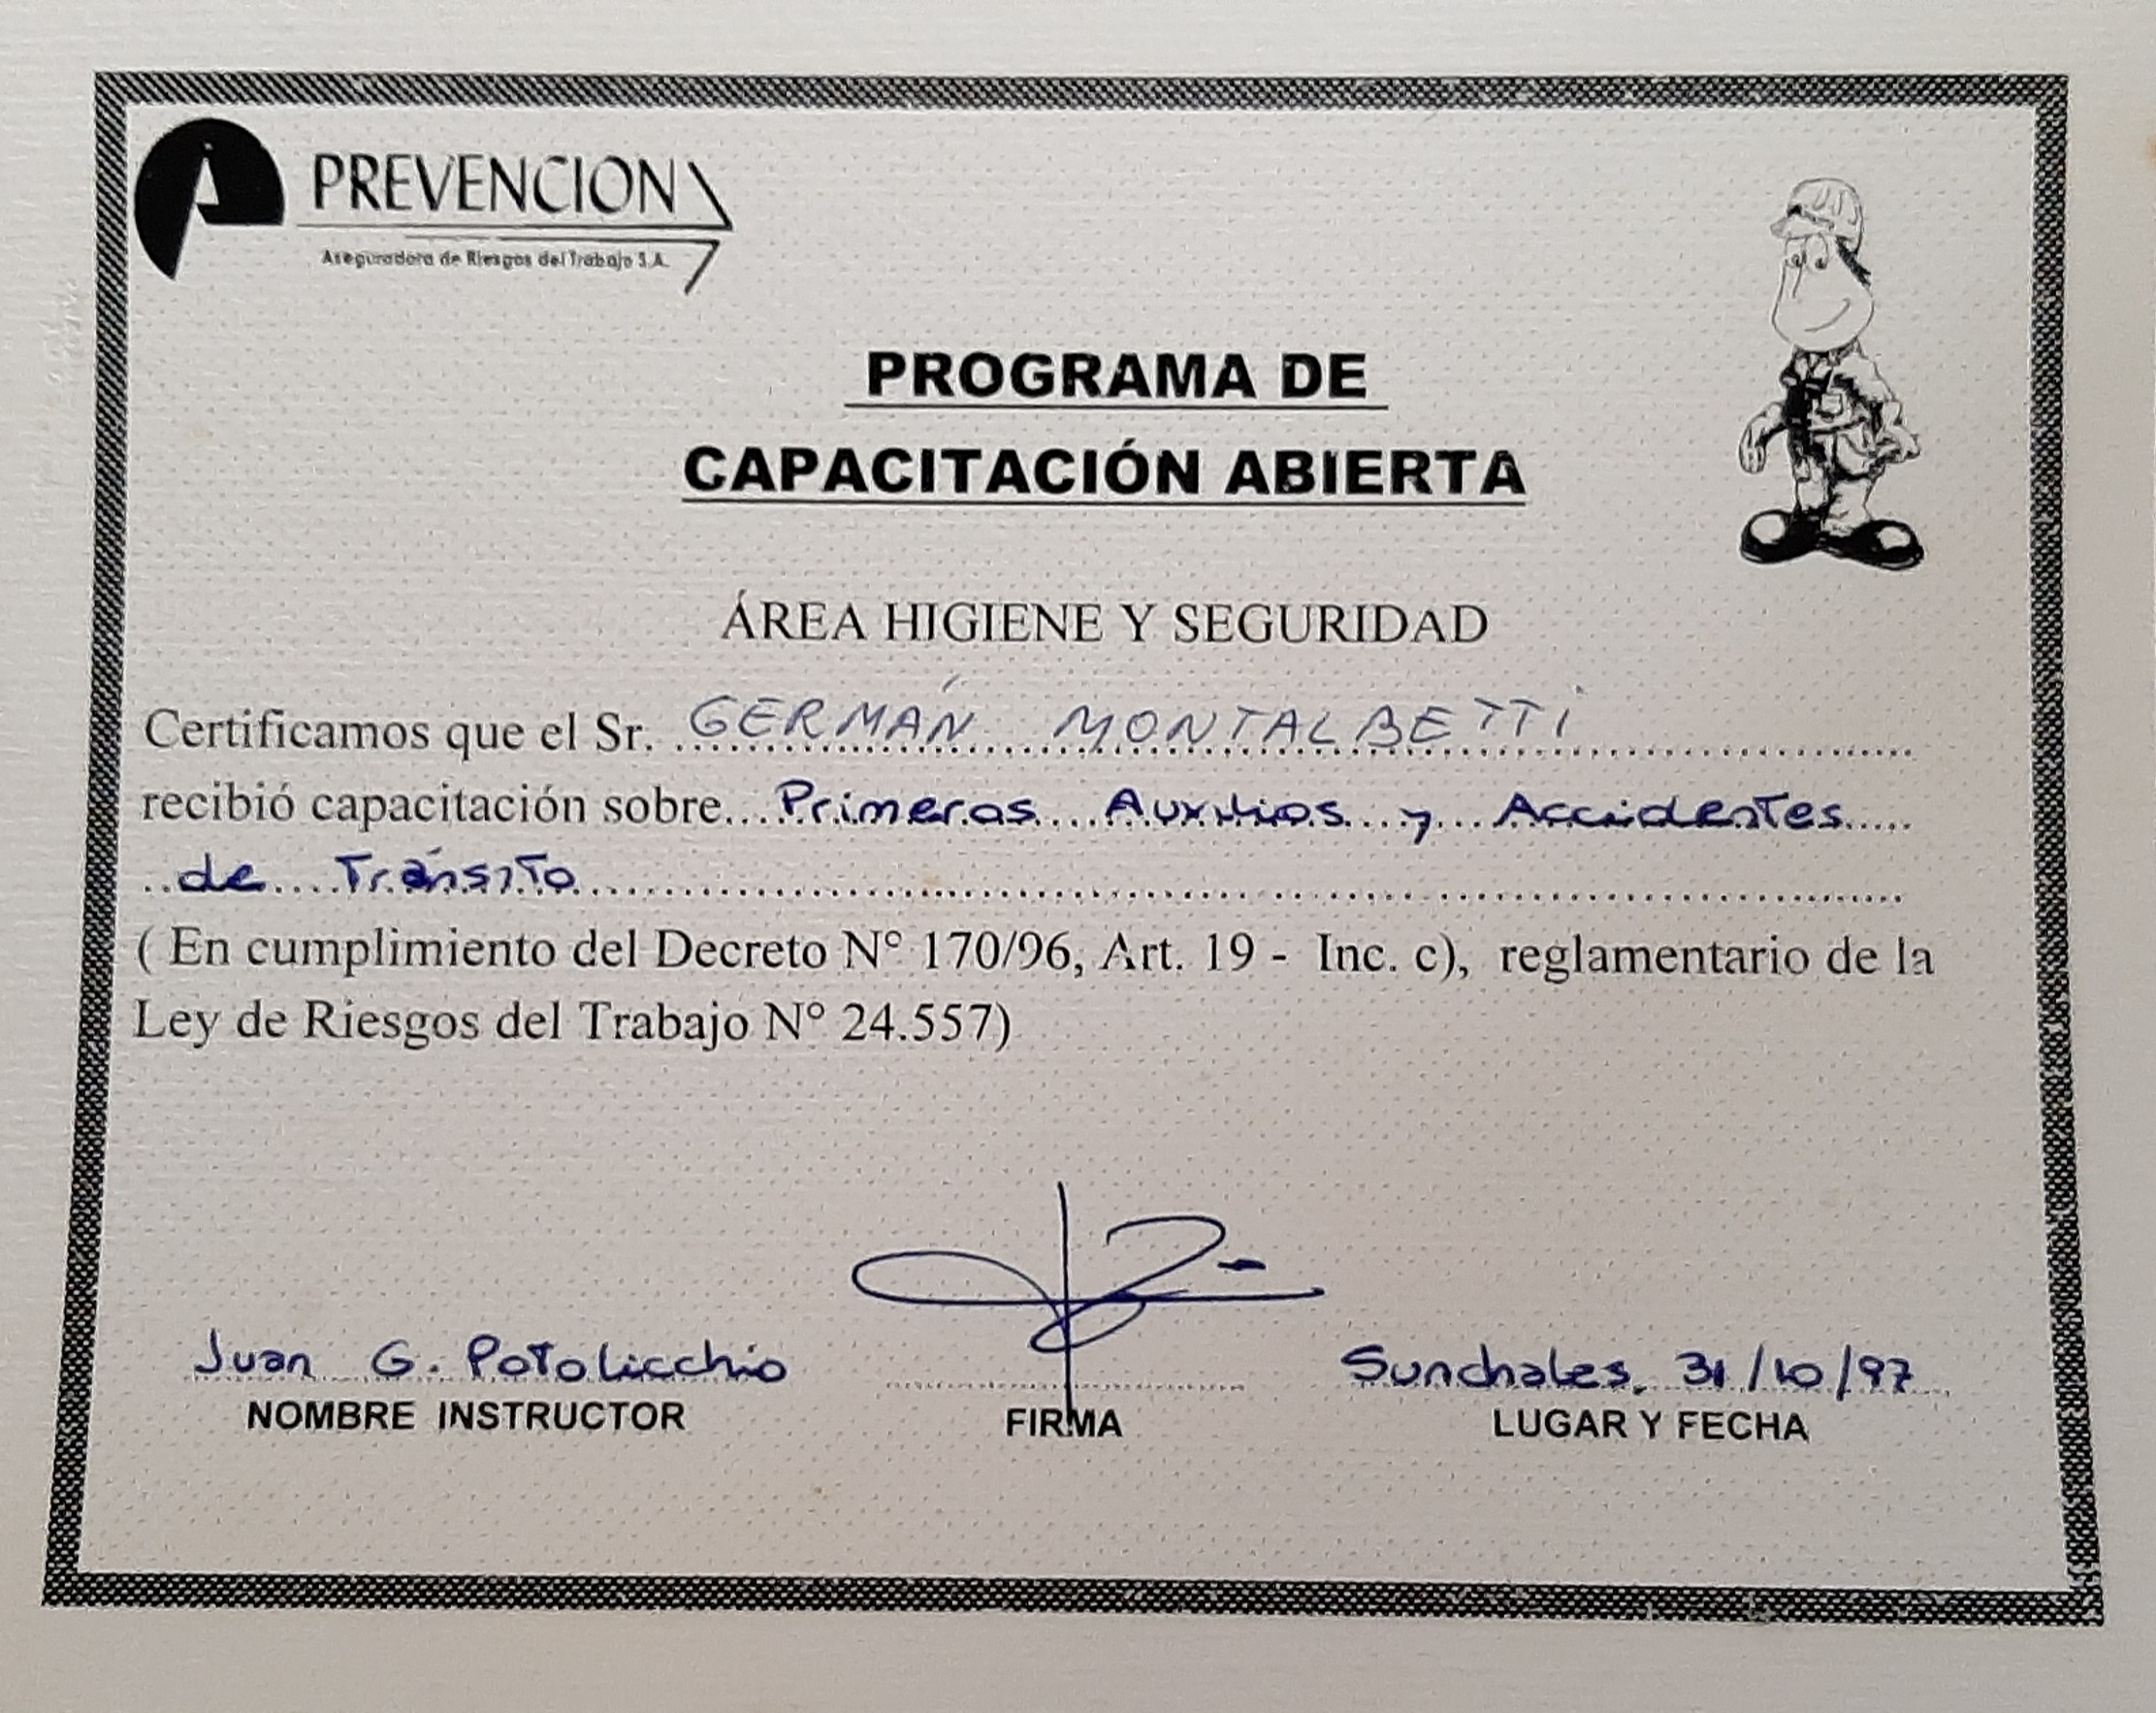 PREVENCION
Aseguradora de Riesgos del Trabajo S.A.
PROGRAMA DE
CAPACITACIÓN ABIERTA
ÁREA HIGIENE Y SEGURIDAD
Certificamos que el Sr. GERMÁN MONTALBETTI
recibió capacitación sobre Primeros Auxilios y Accidentes
de Tránsito
( En cumplimiento del Decreto N° 170/96, Art. 19 - Inc. c), reglamentario de la
Ley de Riesgos del Trabajo N° 24.557)
Juan G. Potolicchio
NOMBRE INSTRUCTOR
FIRMA
Sunchales, 31/10/97
LUGAR Y FECHA